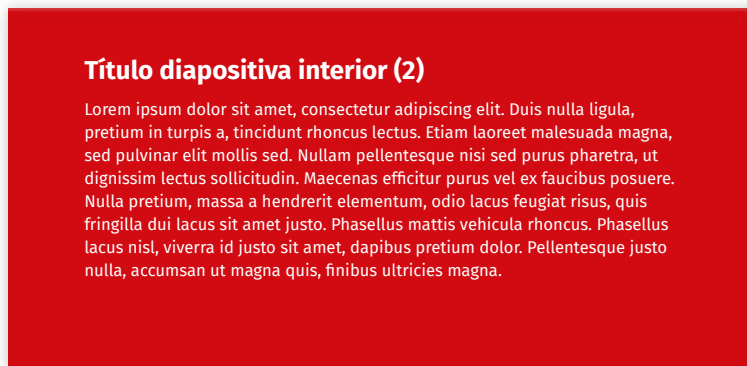 Título diapositiva interior (2)
Lorem ipsum dolor sit amet, consectetur adipiscing elit. Duis nulla ligula,
pretium in turpis a, tincidunt rhoncus lectus. Etiam laoreet malesuada magna,
sed pulvinar elit mollis sed. Nullam pellentesque nisi sed purus pharetra, ut
dignissim lectus sollicitudin. Maecenas efficitur purus vel ex faucibus posuere.
Nulla pretium, massa a hendrerit elementum, odio lacus feugiat risus, quis
fringilla dui lacus sit amet justo. Phasellus mattis vehicula rhoncus. Phasellus
lacus nisl, viverra id justo sit amet, dapibus pretium dolor. Pellentesque justo
nulla, accumsan ut magna quis, finibus ultricies magna.